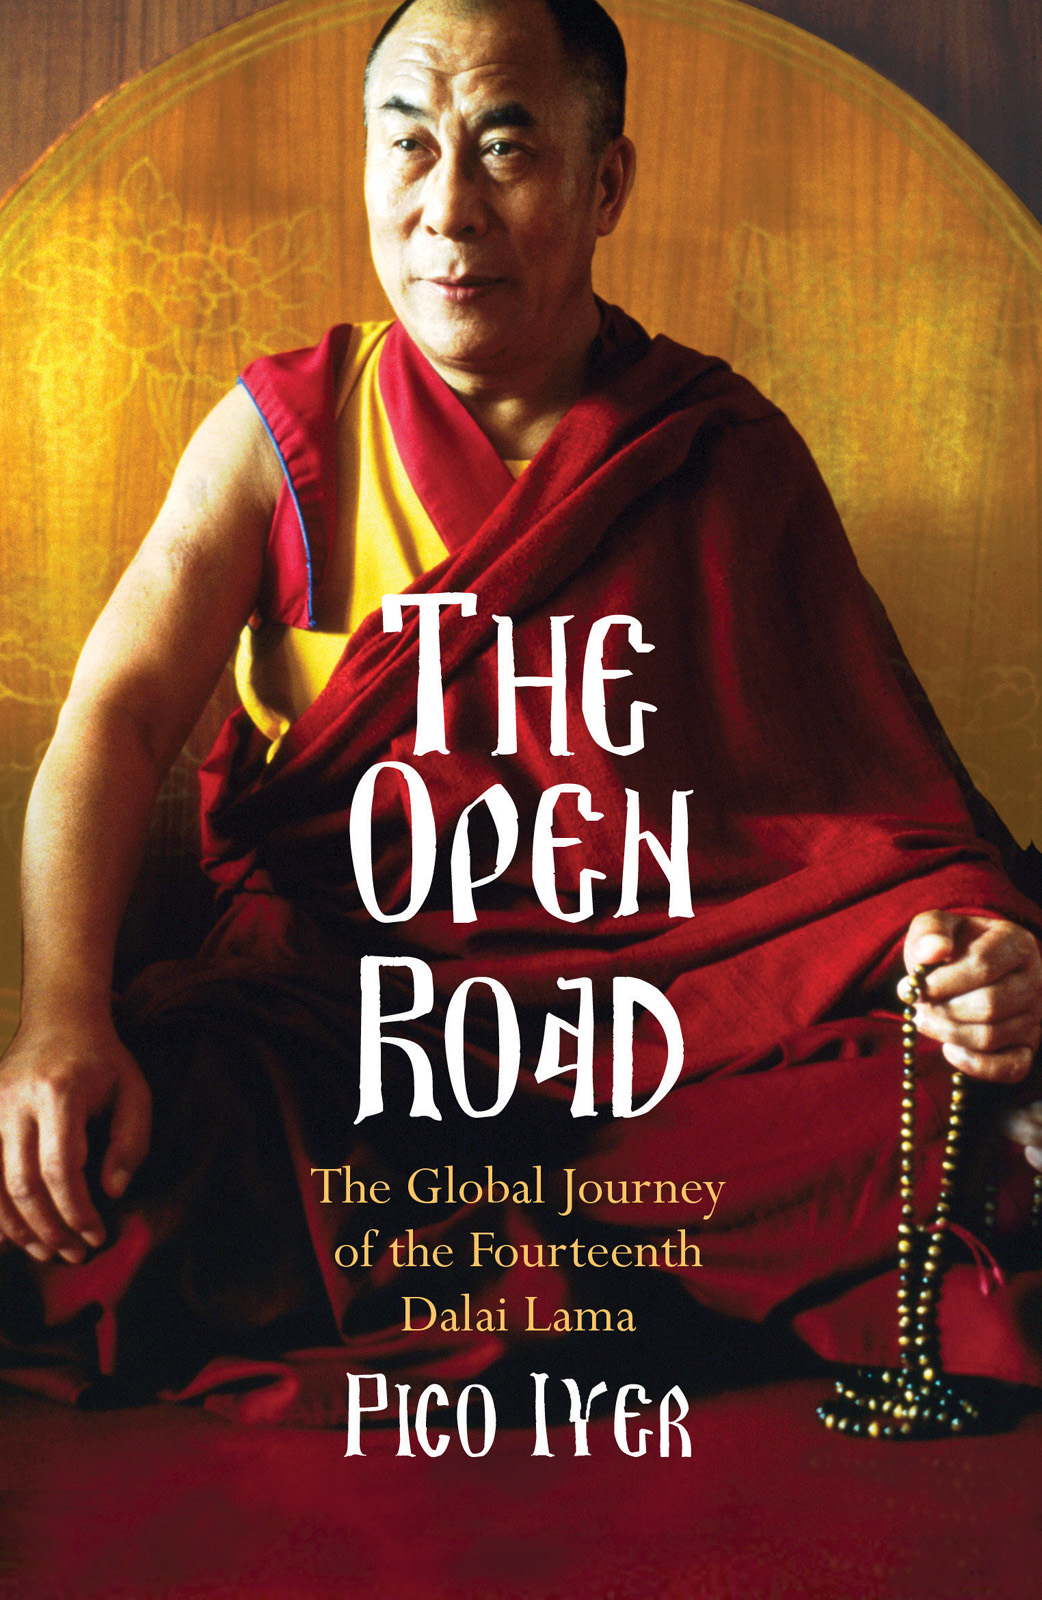 THE
OPEN
ROAD
The Global Journey
of the Fourteenth
Dalai Lama
PICO IYER